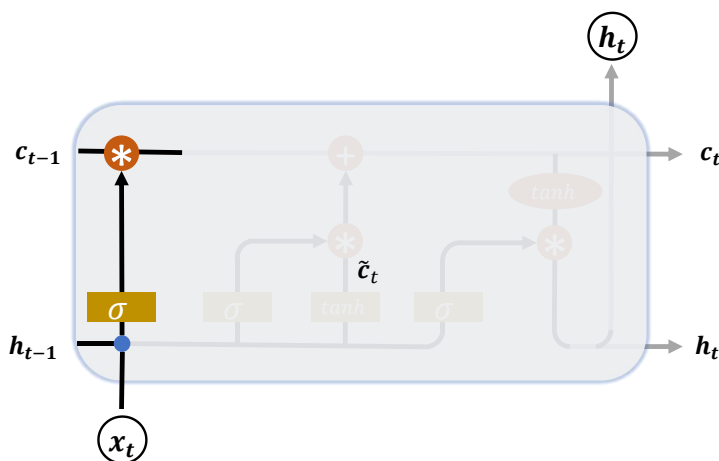 h_t
c_{t−1} * + c_t
tanh
* *
c̃_t
σ σ tanh σ
h_{t−1} h_t
x_t